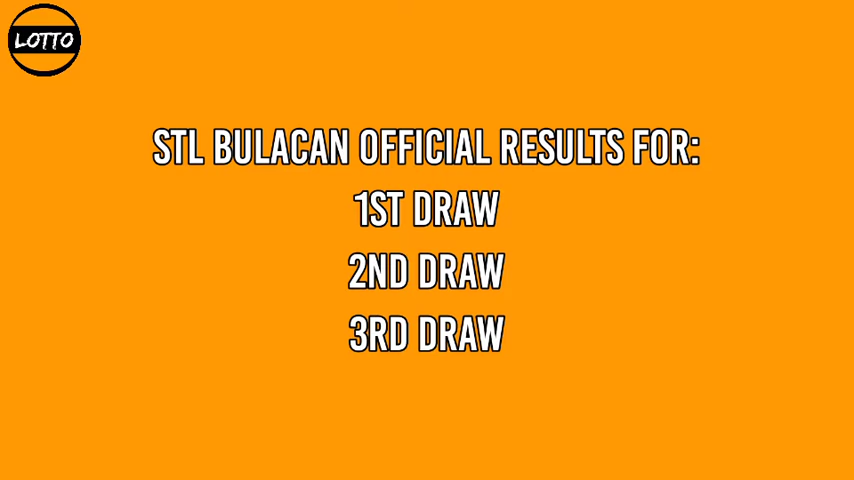 LOTTO
STL BULACAN OFFICIAL RESULTS FOR:
1ST DRAW
2ND DRAW
3RD DRAW